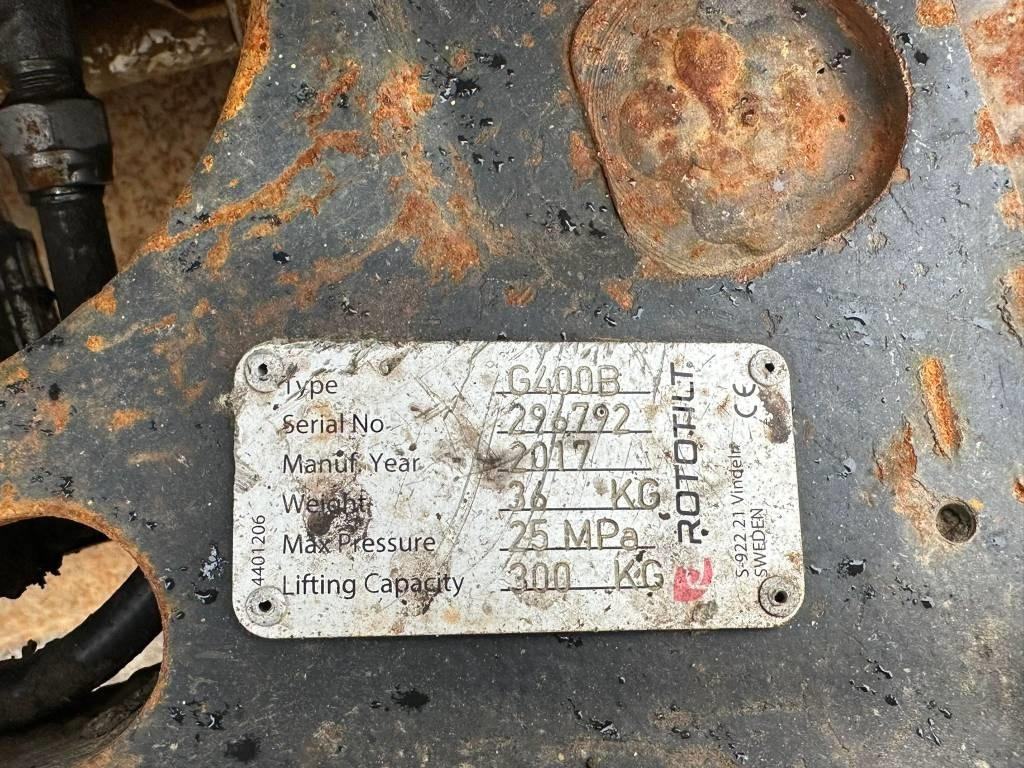 Type G400B
Serial No 296792
Manuf. Year 2017
Weight 36 KG
Max Pressure 25 MPa
Lifting Capacity 300 KG
4401206
ROTOTILT
CE
S-922 21 Vindeln
SWEDEN